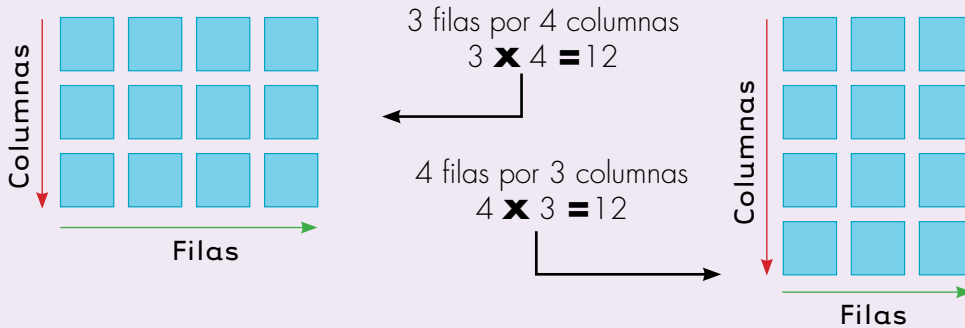 Columnas
Filas
3 filas por 4 columnas
3 x 4 = 12
4 filas por 3 columnas
4 x 3 = 12
Columnas
Filas